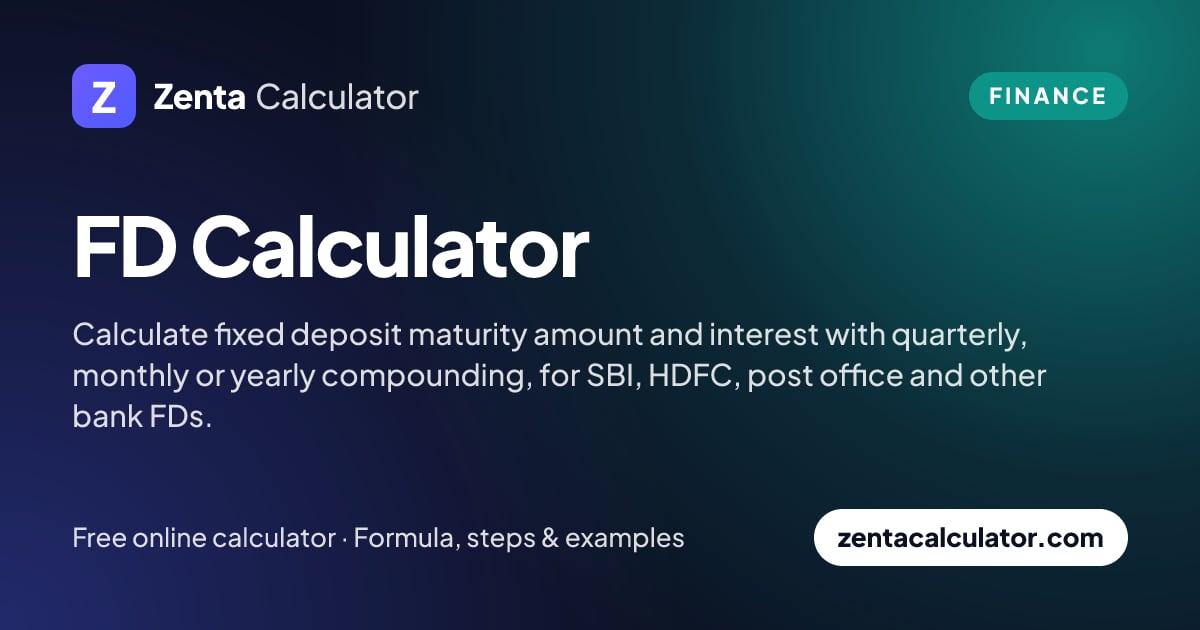 Z
Zenta Calculator
FINANCE
FD Calculator
Calculate fixed deposit maturity amount and interest with quarterly,
monthly or yearly compounding, for SBI, HDFC, post office and other
bank FDs.
Free online calculator · Formula, steps & examples
zentacalculator.com